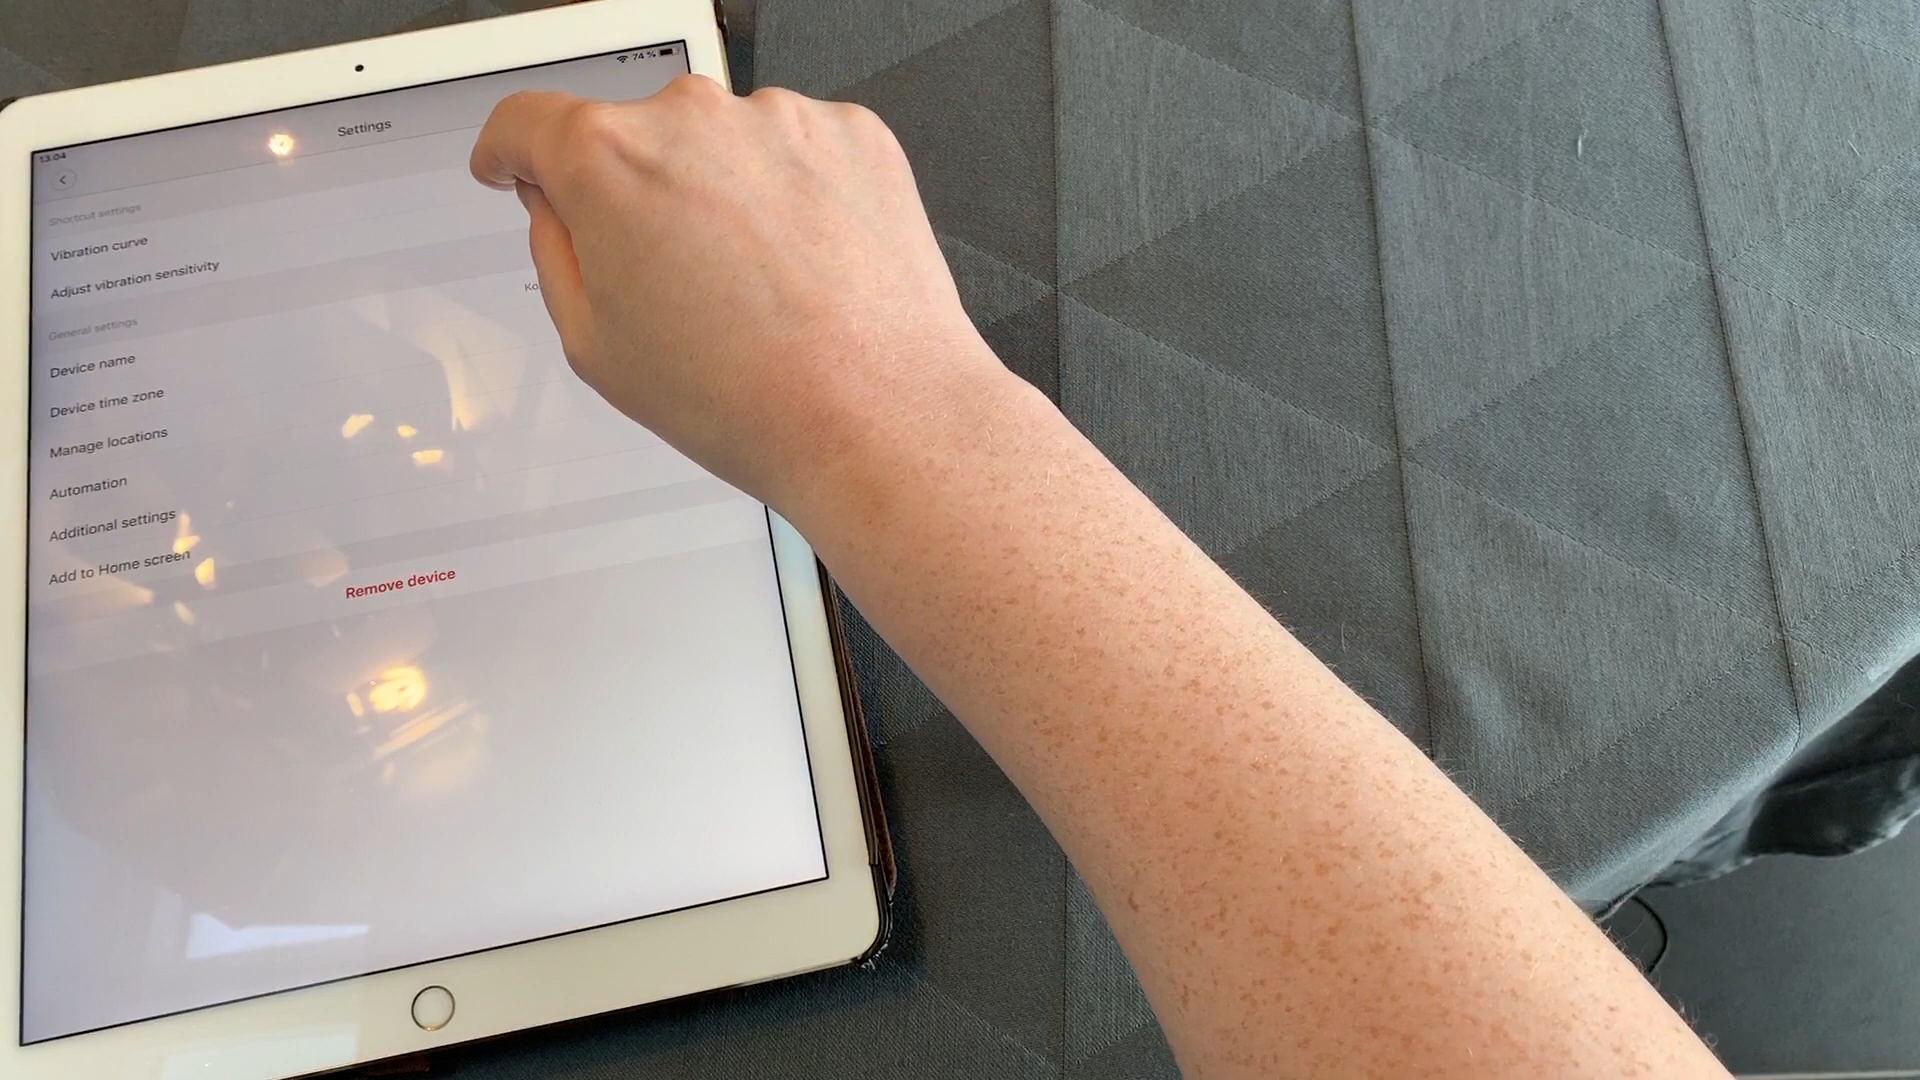 74 %
13.04
Settings
Shortcut settings
Vibration curve
Adjust vibration sensitivity
General settings
Device name
Ko
Device time zone
Manage locations
Automation
Additional settings
Add to Home screen
Remove device